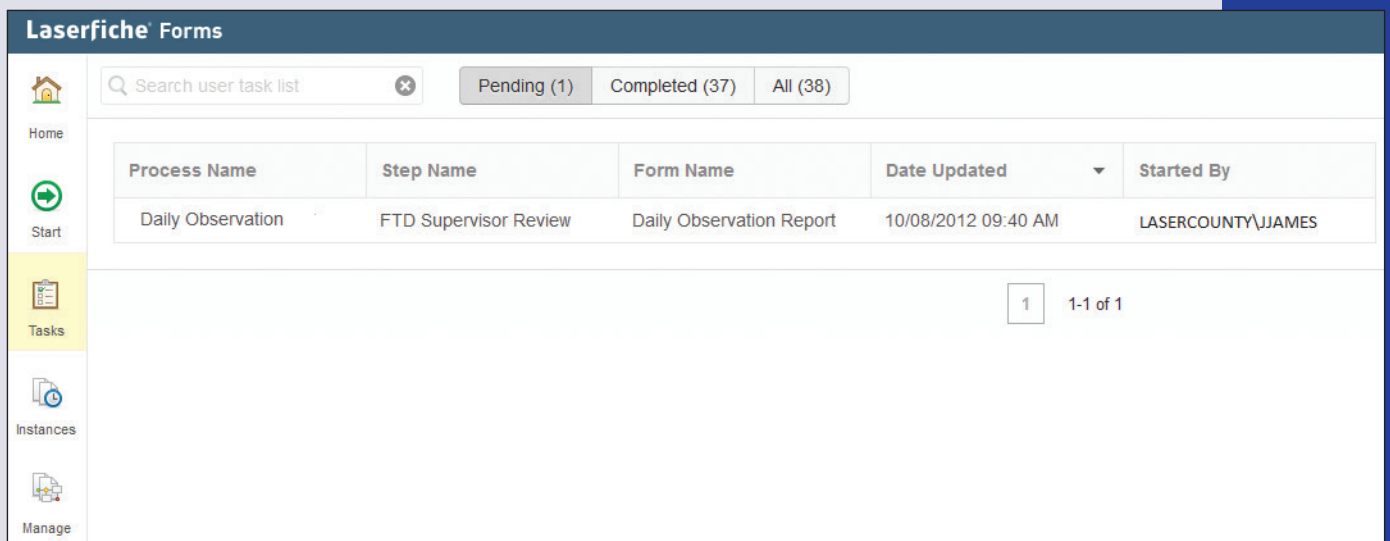 Laserfiche Forms
Search user task list
Pending (1) Completed (37) All (38)
Home
Start
Tasks
Instances
Manage
Process Name Step Name Form Name Date Updated Started By
Daily Observation FTD Supervisor Review Daily Observation Report 10/08/2012 09:40 AM LASERCOUNTY\JJAMES
1 1-1 of 1